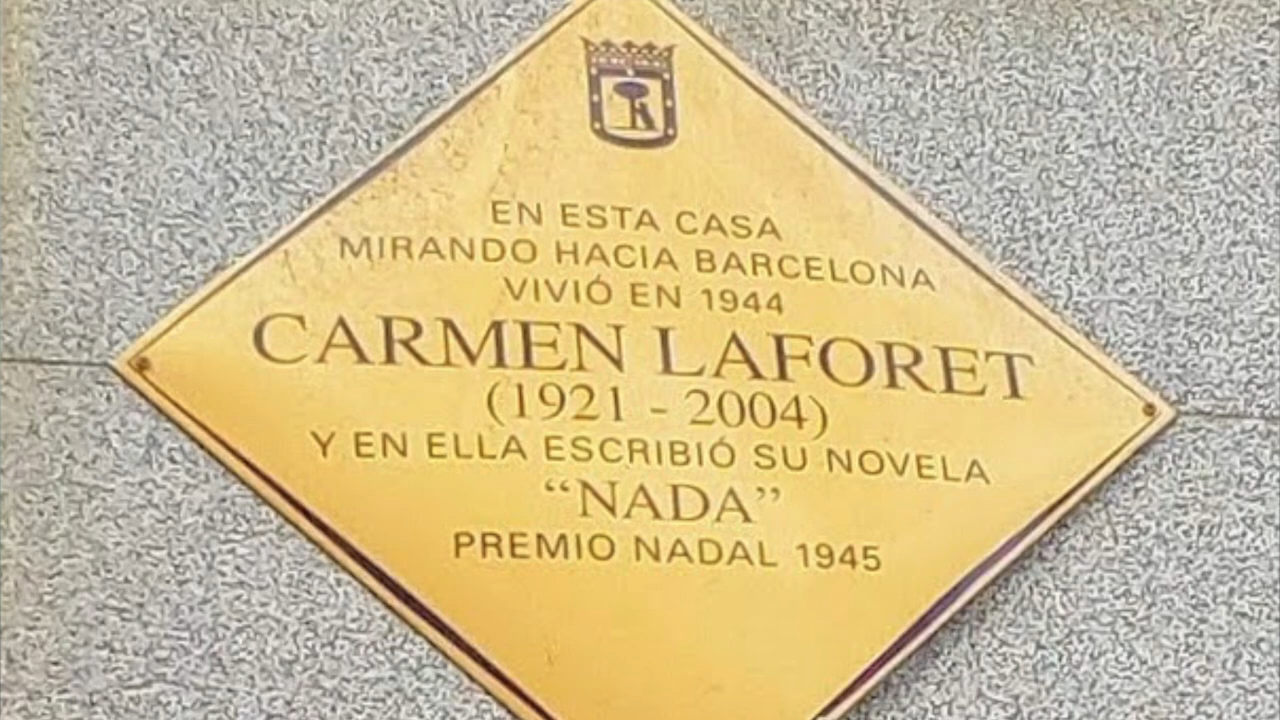 EN ESTA CASA
MIRANDO HACIA BARCELONA
VIVIÓ EN 1944
CARMEN LAFORET
(1921 - 2004)
Y EN ELLA ESCRIBIÓ SU NOVELA
“NADA”
PREMIO NADAL 1945